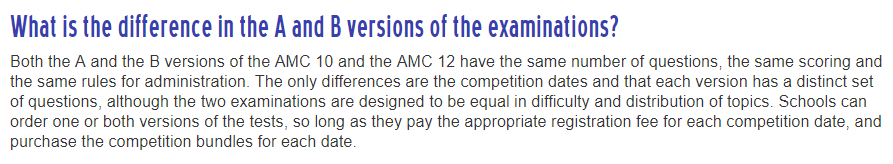 What is the difference in the A and B versions of the examinations?
Both the A and the B versions of the AMC 10 and the AMC 12 have the same number of questions, the same scoring and
the same rules for administration. The only differences are the competition dates and that each version has a distinct set
of questions, although the two examinations are designed to be equal in difficulty and distribution of topics. Schools can
order one or both versions of the tests, so long as they pay the appropriate registration fee for each competition date, and
purchase the competition bundles for each date.